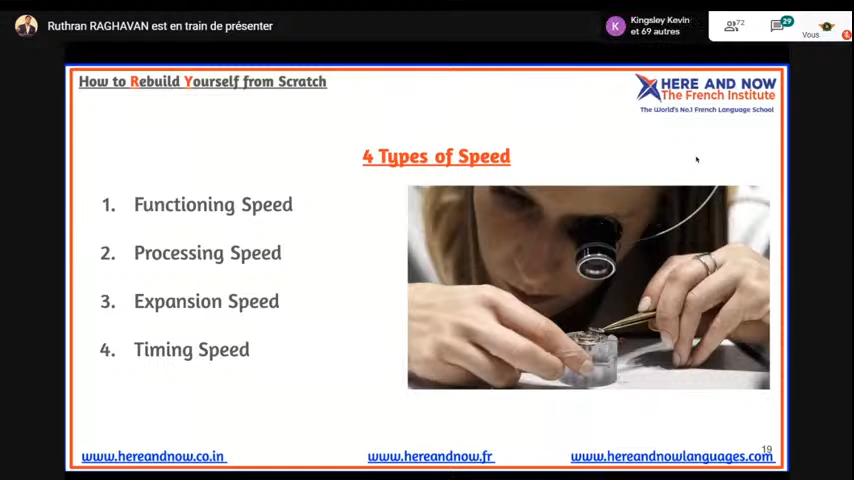 Ruthran RAGHAVAN est en train de présenter
K
Kingsley Kevin
et 69 autres
72
29
Vous
How to Rebuild Yourself from Scratch
HERE AND NOW
The French Institute
The World's No.1 French Language School
4 Types of Speed
1. Functioning Speed
2. Processing Speed
3. Expansion Speed
4. Timing Speed
19
www.hereandnow.co.in
www.hereandnow.fr
www.hereandnowlanguages.com